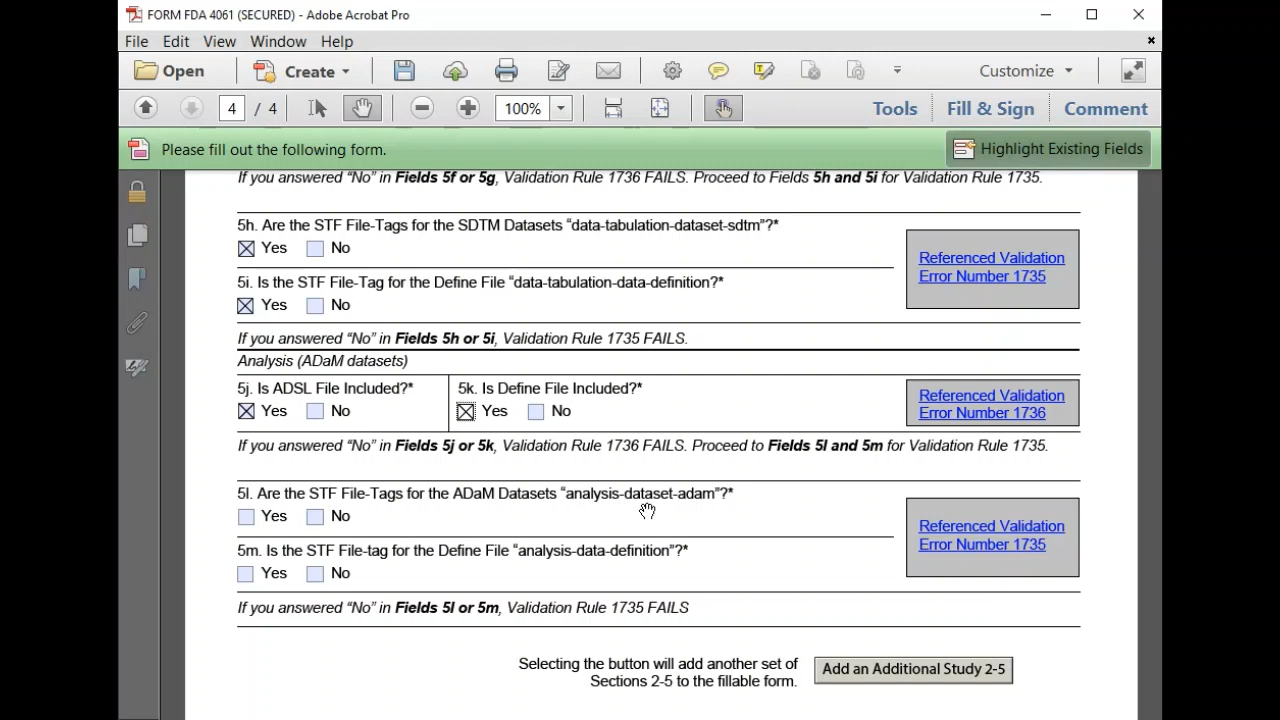 FORM FDA 4061 (SECURED) - Adobe Acrobat Pro
File Edit View Window Help
Open Create Customize
4 / 4 100% Tools Fill & Sign Comment
Please fill out the following form. Highlight Existing Fields
If you answered “No” in Fields 5f or 5g, Validation Rule 1736 FAILS. Proceed to Fields 5h and 5i for Validation Rule 1735.
5h. Are the STF File-Tags for the SDTM Datasets “data-tabulation-dataset-sdtm”?*
Yes No
Referenced Validation
Error Number 1735
5i. Is the STF File-Tag for the Define File “data-tabulation-data-definition?*
Yes No
If you answered “No” in Fields 5h or 5i, Validation Rule 1735 FAILS.
Analysis (ADaM datasets)
5j. Is ADSL File Included?* 5k. Is Define File Included?*
Yes No Yes No
Referenced Validation
Error Number 1736
If you answered “No” in Fields 5j or 5k, Validation Rule 1736 FAILS. Proceed to Fields 5l and 5m for Validation Rule 1735.
5l. Are the STF File-Tags for the ADaM Datasets “analysis-dataset-adam”?*
Yes No
Referenced Validation
Error Number 1735
5m. Is the STF File-tag for the Define File “analysis-data-definition”?*
Yes No
If you answered “No” in Fields 5l or 5m, Validation Rule 1735 FAILS
Selecting the button will add another set of
Sections 2-5 to the fillable form.
Add an Additional Study 2-5